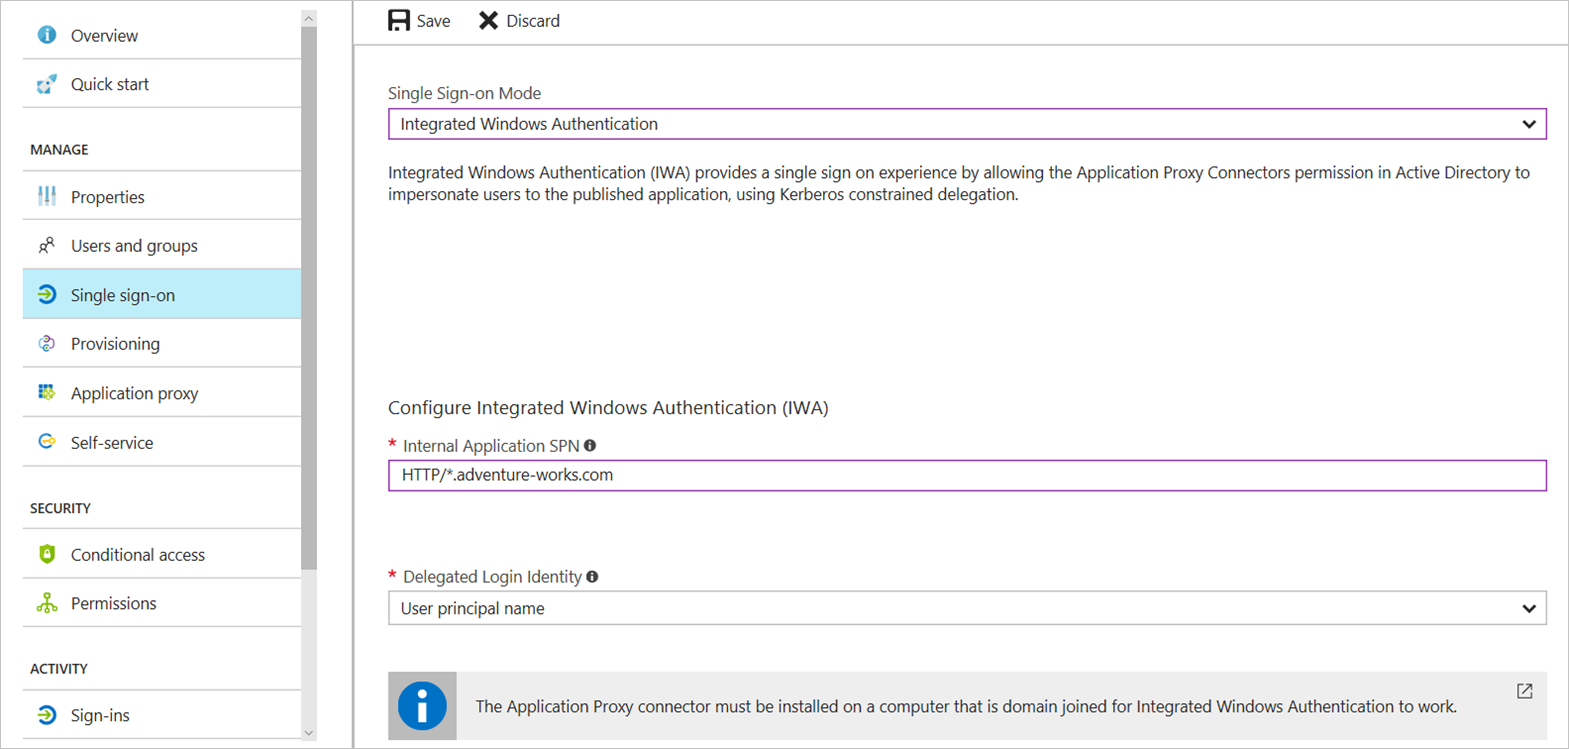 Overview
Quick start
MANAGE
Properties
Users and groups
Single sign-on
Provisioning
Application proxy
Self-service
SECURITY
Conditional access
Permissions
ACTIVITY
Sign-ins
Save Discard
Single Sign-on Mode
Integrated Windows Authentication
Integrated Windows Authentication (IWA) provides a single sign on experience by allowing the Application Proxy Connectors permission in Active Directory to
impersonate users to the published application, using Kerberos constrained delegation.
Configure Integrated Windows Authentication (IWA)
* Internal Application SPN
HTTP/*.adventure-works.com
* Delegated Login Identity
User principal name
The Application Proxy connector must be installed on a computer that is domain joined for Integrated Windows Authentication to work.